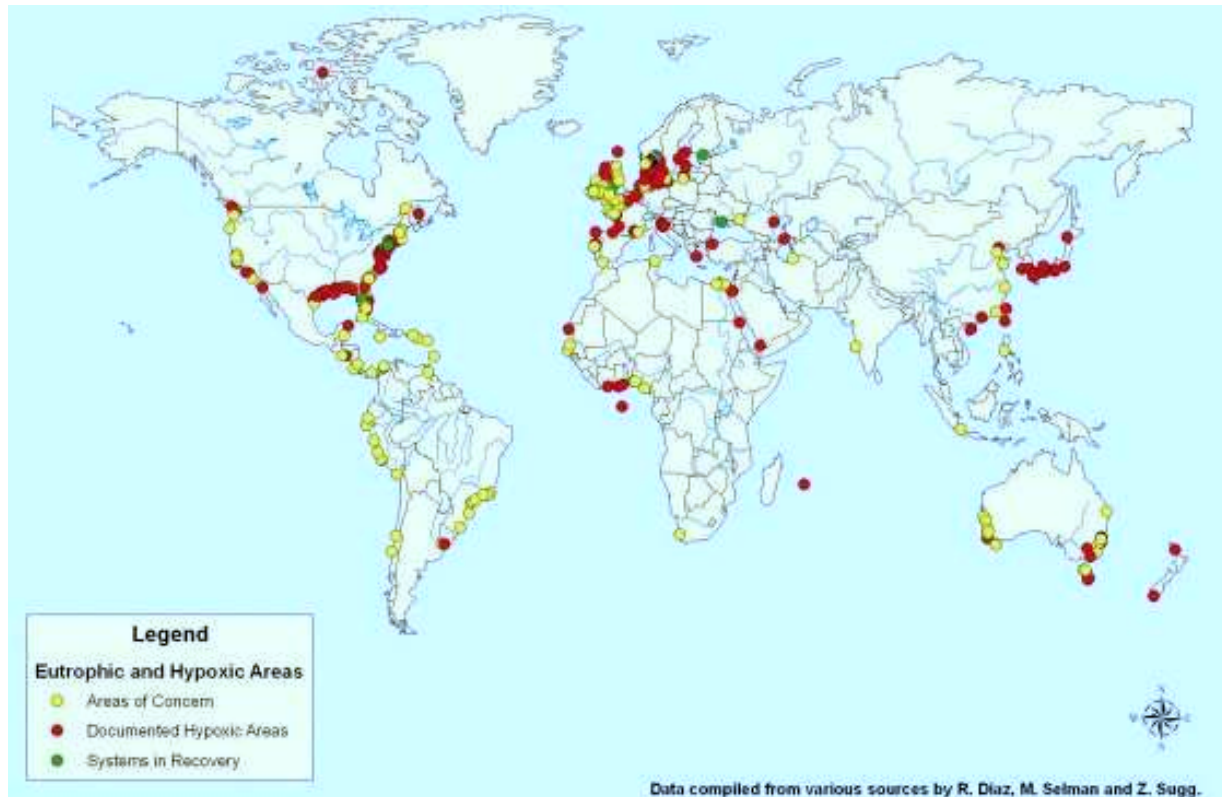 Legend
Eutrophic and Hypoxic Areas
Areas of Concern
Documented Hypoxic Areas
Systems in Recovery
Data compiled from various sources by R. Diaz, M. Selman and Z. Sugg.